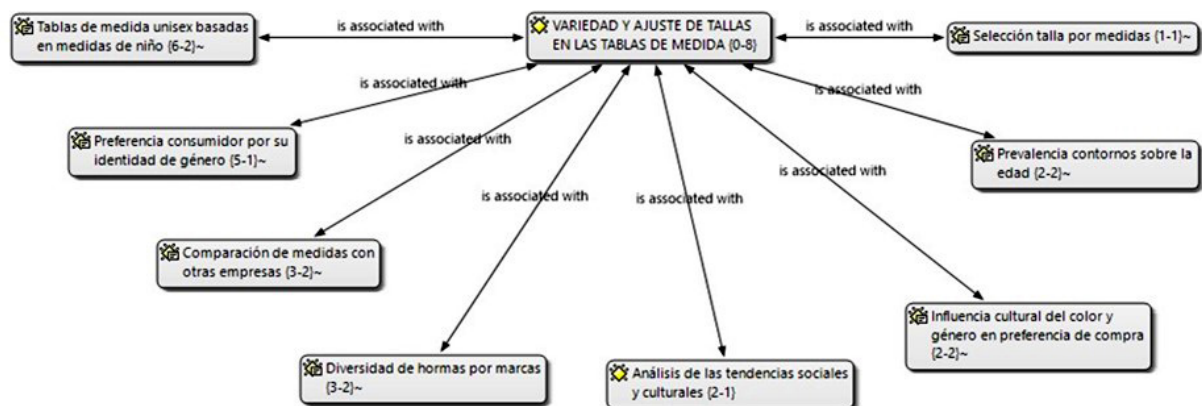 Tablas de medida unisex basadas
en medidas de niño {6-2}~
is associated with
VARIEDAD Y AJUSTE DE TALLAS
EN LAS TABLAS DE MEDIDA {0-8}
is associated with
Selección talla por medidas {1-1}~
is associated with
is associated with
Preferencia consumidor por su
identidad de género {5-1}~
is associated with
Prevalencia contornos sobre la
edad {2-2}~
is associated with
is associated with
is associated with
Comparación de medidas con
otras empresas {3-2}~
Influencia cultural del color y
género en preferencia de compra
{2-2}~
Diversidad de hormas por marcas
{3-2}~
Análisis de las tendencias sociales
y culturales {2-1}